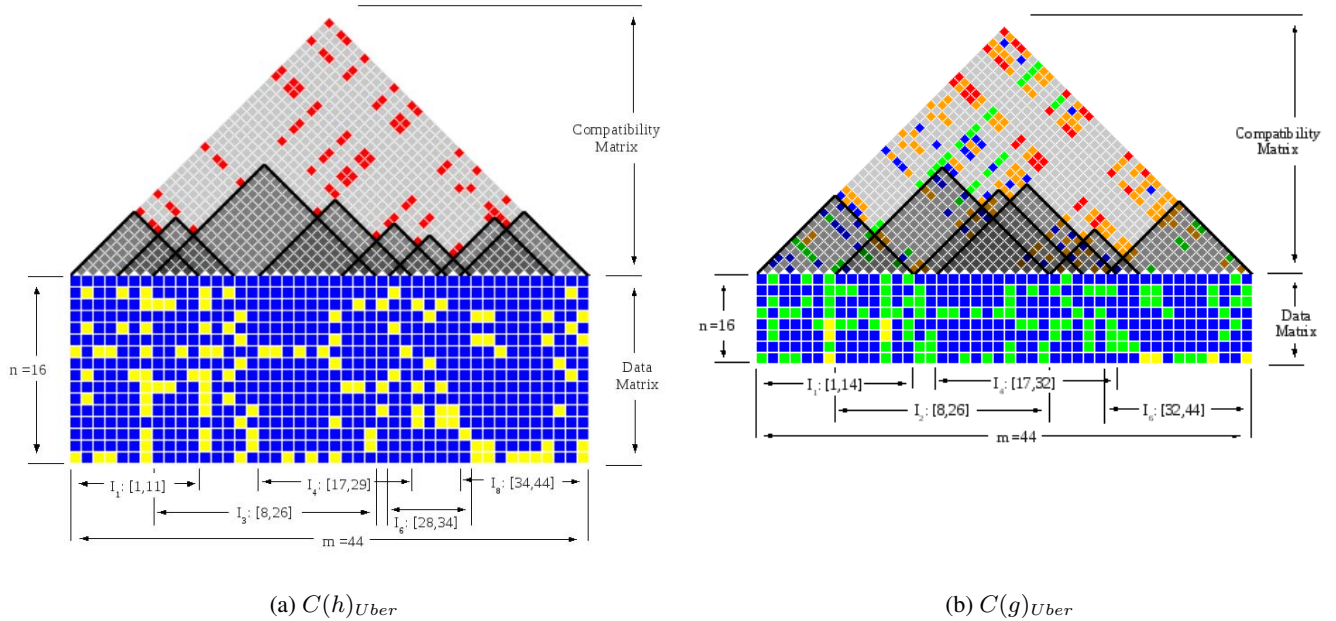 Compatibility
Matrix
n =16
Data
Matrix
I₁: [1,11]
I₄: [17,29]
I₈: [34,44]
I₃: [8,26]
I₆: [28,34]
m =44
(a) C(h)Uber
Compatibility
Matrix
n =16
Data
Matrix
I₁: [1,14]
I₄: [17,32]
I₂: [8,26]
I₆: [32,44]
m =44
(b) C(g)Uber